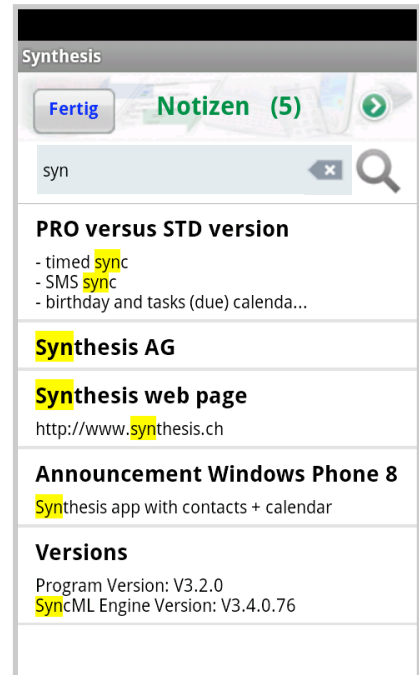 Synthesis
Fertig
Notizen (5)
syn
PRO versus STD version
- timed sync
- SMS sync
- birthday and tasks (due) calenda...
Synthesis AG
Synthesis web page
http://www.synthesis.ch
Announcement Windows Phone 8
Synthesis app with contacts + calendar
Versions
Program Version: V3.2.0
SyncML Engine Version: V3.4.0.76